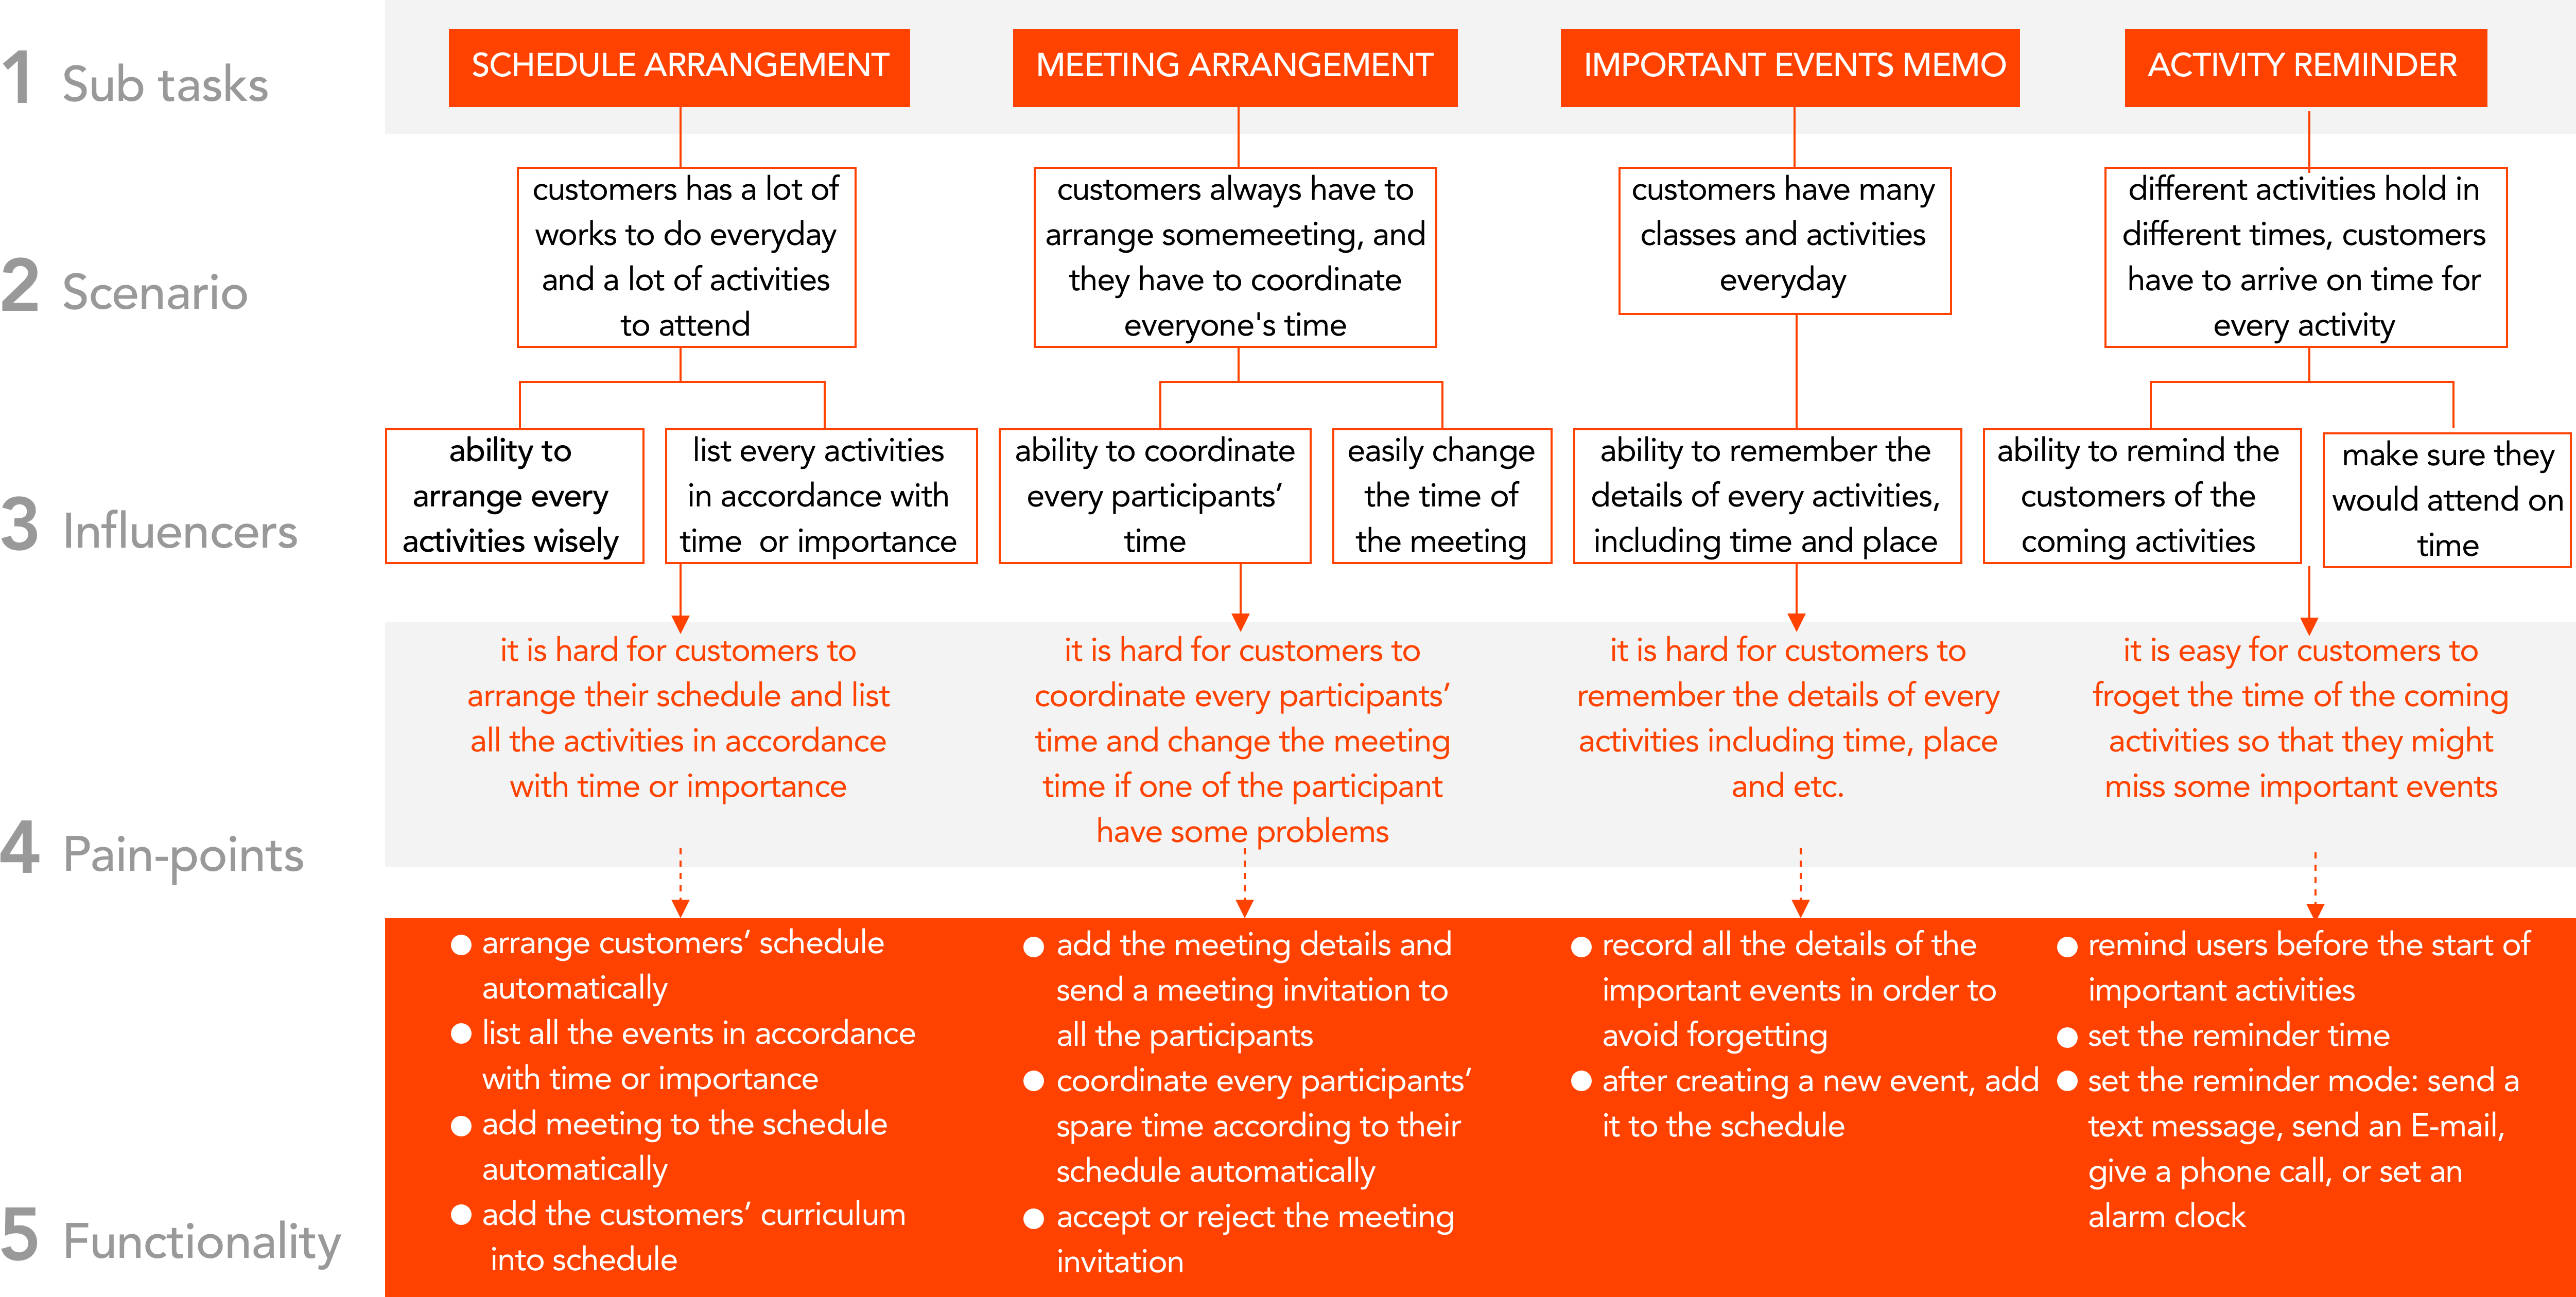 1 Sub tasks
SCHEDULE ARRANGEMENT
MEETING ARRANGEMENT
IMPORTANT EVENTS MEMO
ACTIVITY REMINDER
2 Scenario
customers has a lot of
works to do everyday
and a lot of activities
to attend
customers always have to
arrange somemeeting, and
they have to coordinate
everyone's time
customers have many
classes and activities
everyday
different activities hold in
different times, customers
have to arrive on time for
every activity
3 Influencers
ability to
arrange every
activities wisely
list every activities
in accordance with
time or importance
ability to coordinate
every participants’
time
easily change
the time of
the meeting
ability to remember the
details of every activities,
including time and place
ability to remind the
customers of the
coming activities
make sure they
would attend on
time
4 Pain-points
it is hard for customers to
arrange their schedule and list
all the activities in accordance
with time or importance
it is hard for customers to
coordinate every participants’
time and change the meeting
time if one of the participant
have some problems
it is hard for customers to
remember the details of every
activities including time, place
and etc.
it is easy for customers to
froget the time of the coming
activities so that they might
miss some important events
5 Functionality
● arrange customers’ schedule
automatically
● list all the events in accordance
with time or importance
● add meeting to the schedule
automatically
● add the customers’ curriculum
into schedule
● add the meeting details and
send a meeting invitation to
all the participants
● coordinate every participants’
spare time according to their
schedule automatically
● accept or reject the meeting
invitation
● record all the details of the
important events in order to
avoid forgetting
● after creating a new event, add
it to the schedule
● remind users before the start of
important activities
● set the reminder time
● set the reminder mode: send a
text message, send an E-mail,
give a phone call, or set an
alarm clock